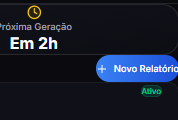 Próxima Geração
Em 2h
+ Novo Relatório
Ativo